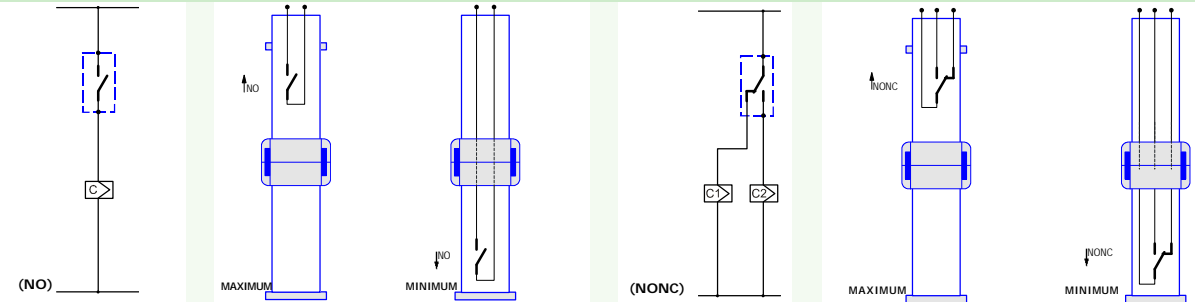 NO
C
(NO)
MAXIMUM
NO
MINIMUM
C1
C2
(NONC)
NONC
MAXIMUM
NONC
MINIMUM